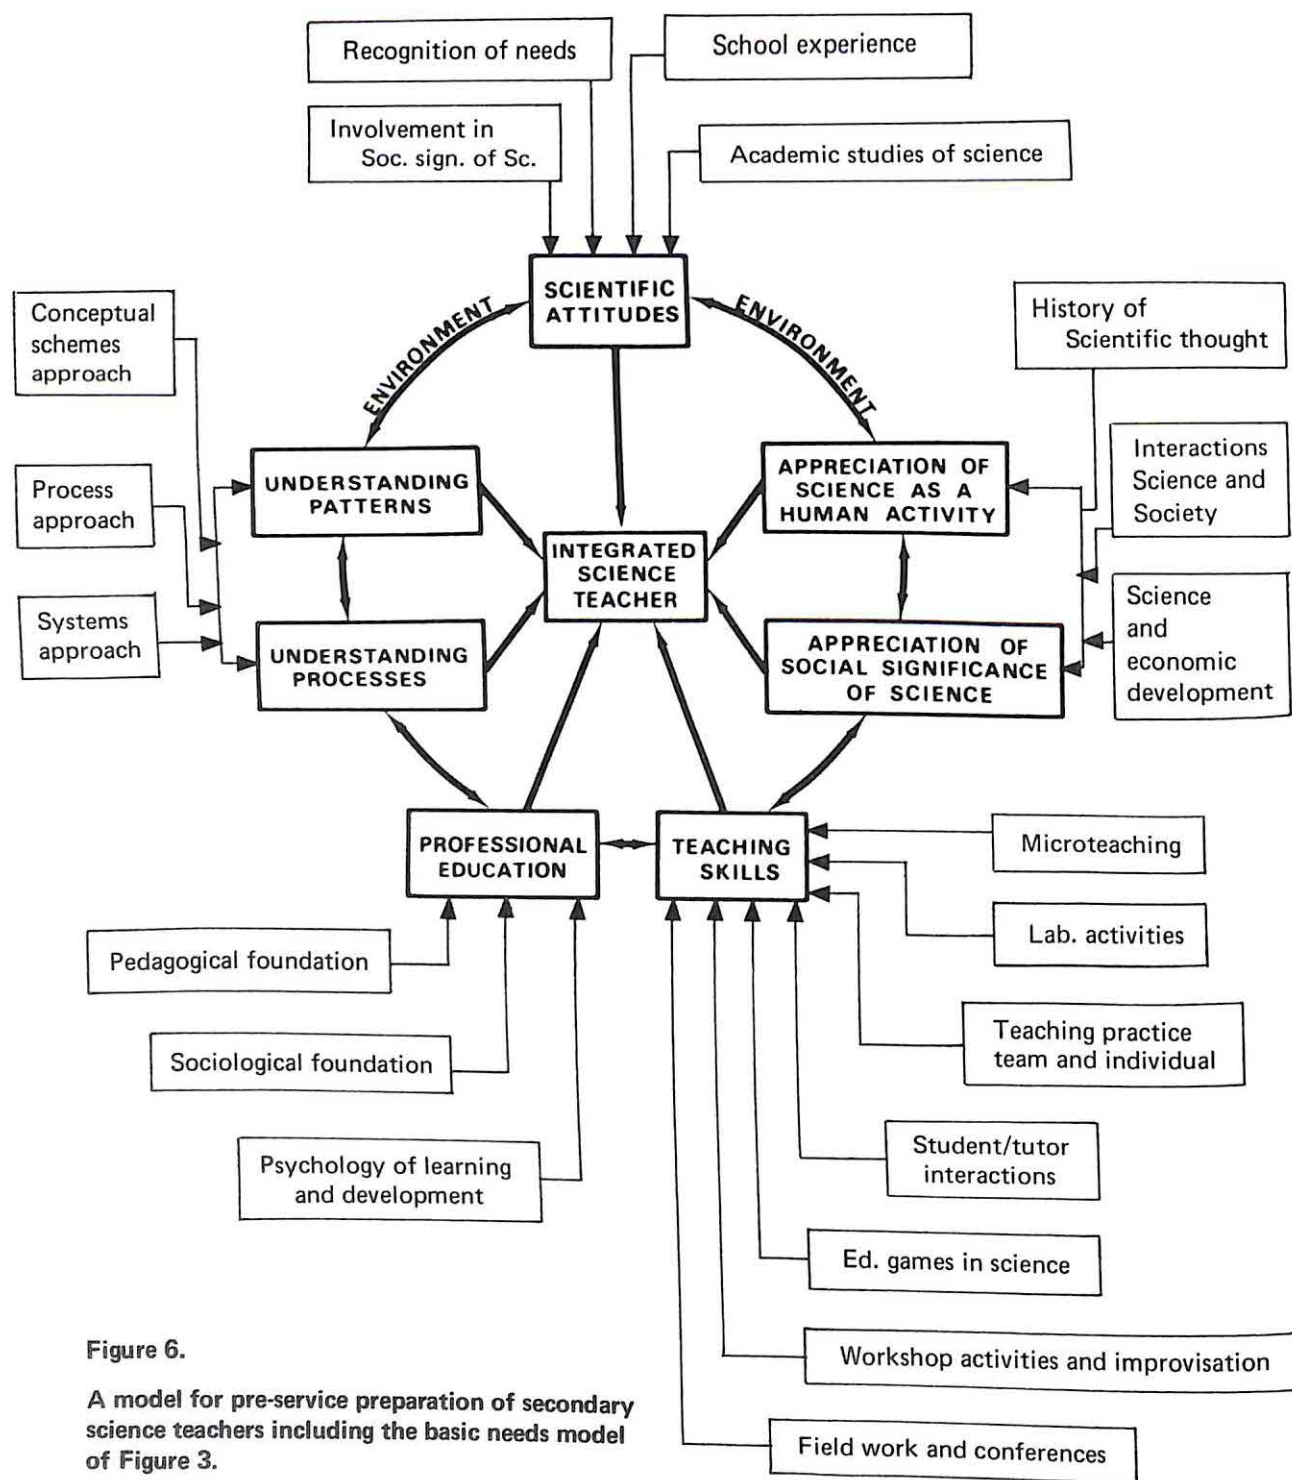 Recognition of needs
School experience
Involvement in
Soc. sign. of Sc.
Academic studies of science
SCIENTIFIC
ATTITUDES
ENVIRONMENT
ENVIRONMENT
Conceptual
schemes
approach
History of
Scientific thought
UNDERSTANDING
PATTERNS
APPRECIATION OF
SCIENCE AS A
HUMAN ACTIVITY
Interactions
Science and
Society
Process
approach
INTEGRATED
SCIENCE
TEACHER
Systems
approach
UNDERSTANDING
PROCESSES
APPRECIATION OF
SOCIAL SIGNIFICANCE
OF SCIENCE
Science
and
economic
development
PROFESSIONAL
EDUCATION
TEACHING
SKILLS
Microteaching
Lab. activities
Pedagogical foundation
Teaching practice
team and individual
Sociological foundation
Student/tutor
interactions
Psychology of learning
and development
Ed. games in science
Workshop activities and improvisation
Field work and conferences
Figure 6.
A model for pre-service preparation of secondary
science teachers including the basic needs model
of Figure 3.